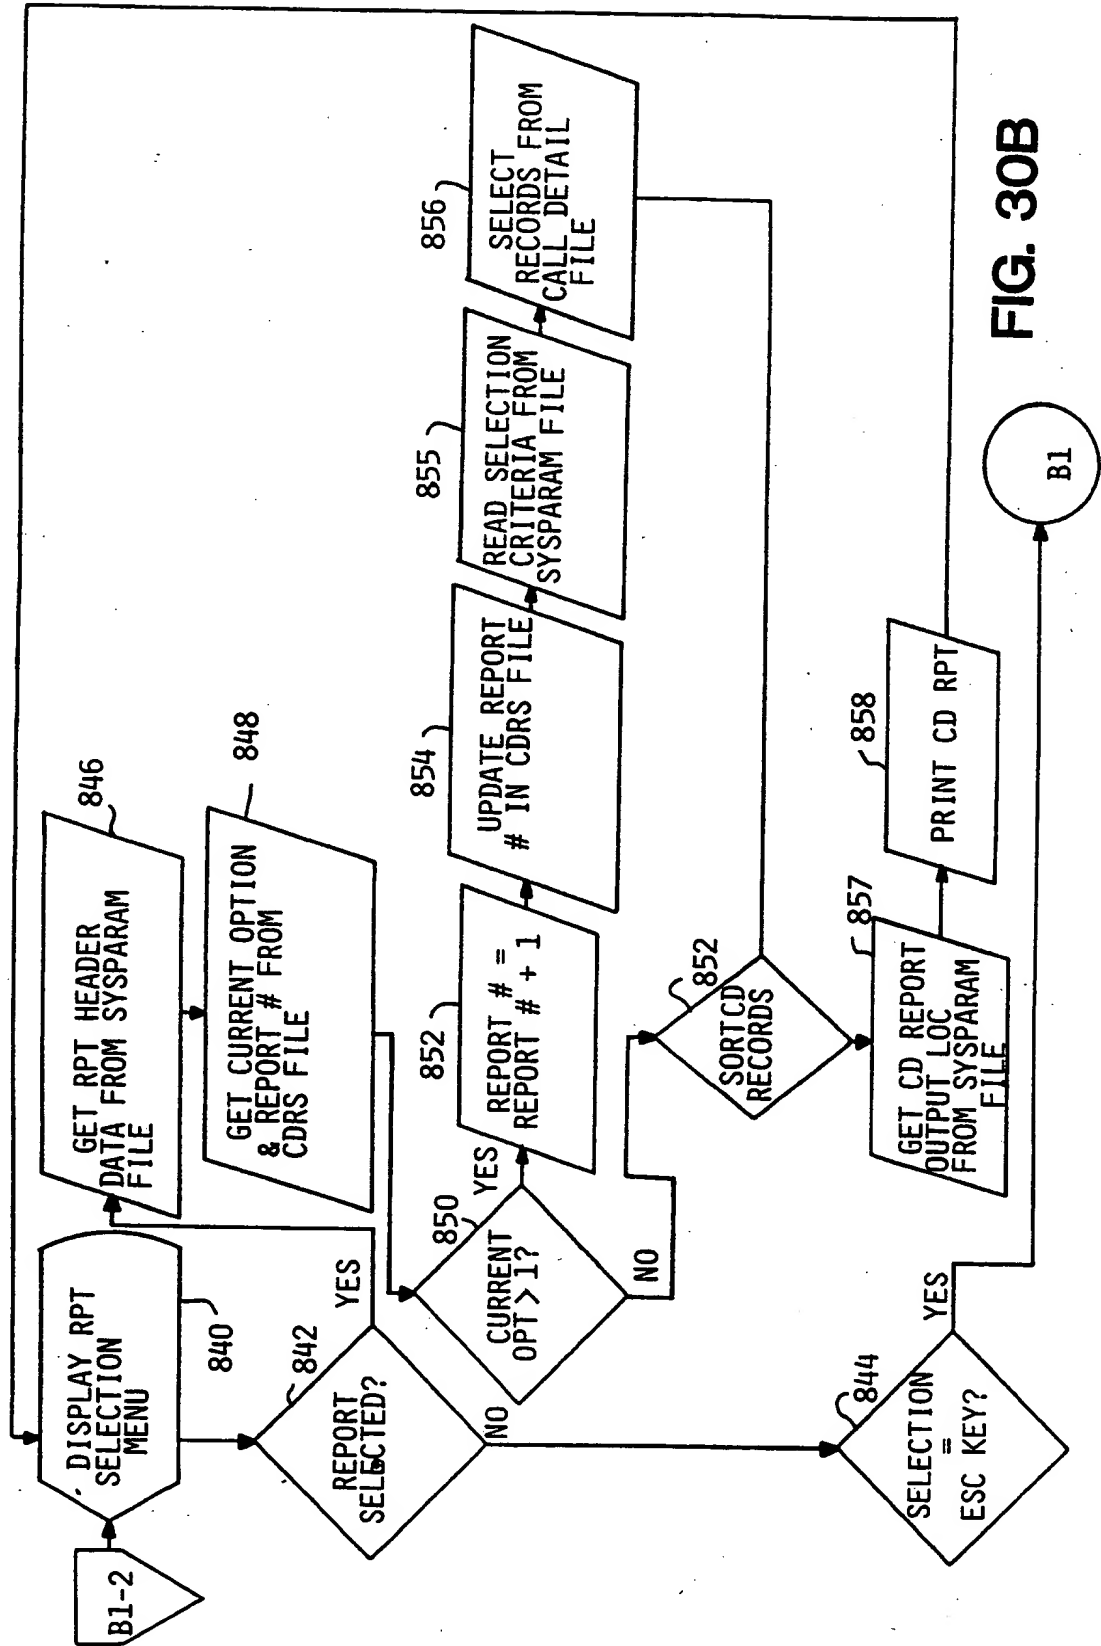 B1-2
DISPLAY RPT
SELECTION
MENU
840
REPORT
SELECTED?
842
YES
NO
SELECTION
=
ESC KEY?
844
YES
GET RPT HEADER
DATA FROM SYSPARAM
FILE
846
GET CURRENT OPTION
& REPORT # FROM
CDRS FILE
848
CURRENT
OPT > 1?
850
YES
NO
REPORT # =
REPORT # + 1
852
UPDATE REPORT
# IN CDRS FILE
854
READ SELECTION
CRITERIA FROM
SYSPARAM FILE
855
SELECT
RECORDS FROM
CALL DETAIL
FILE
856
SORT CD
RECORDS
852
GET CD REPORT
OUTPUT LOC
FROM SYSPARAM
FILE
857
PRINT CD RPT
858
B1
FIG. 30B